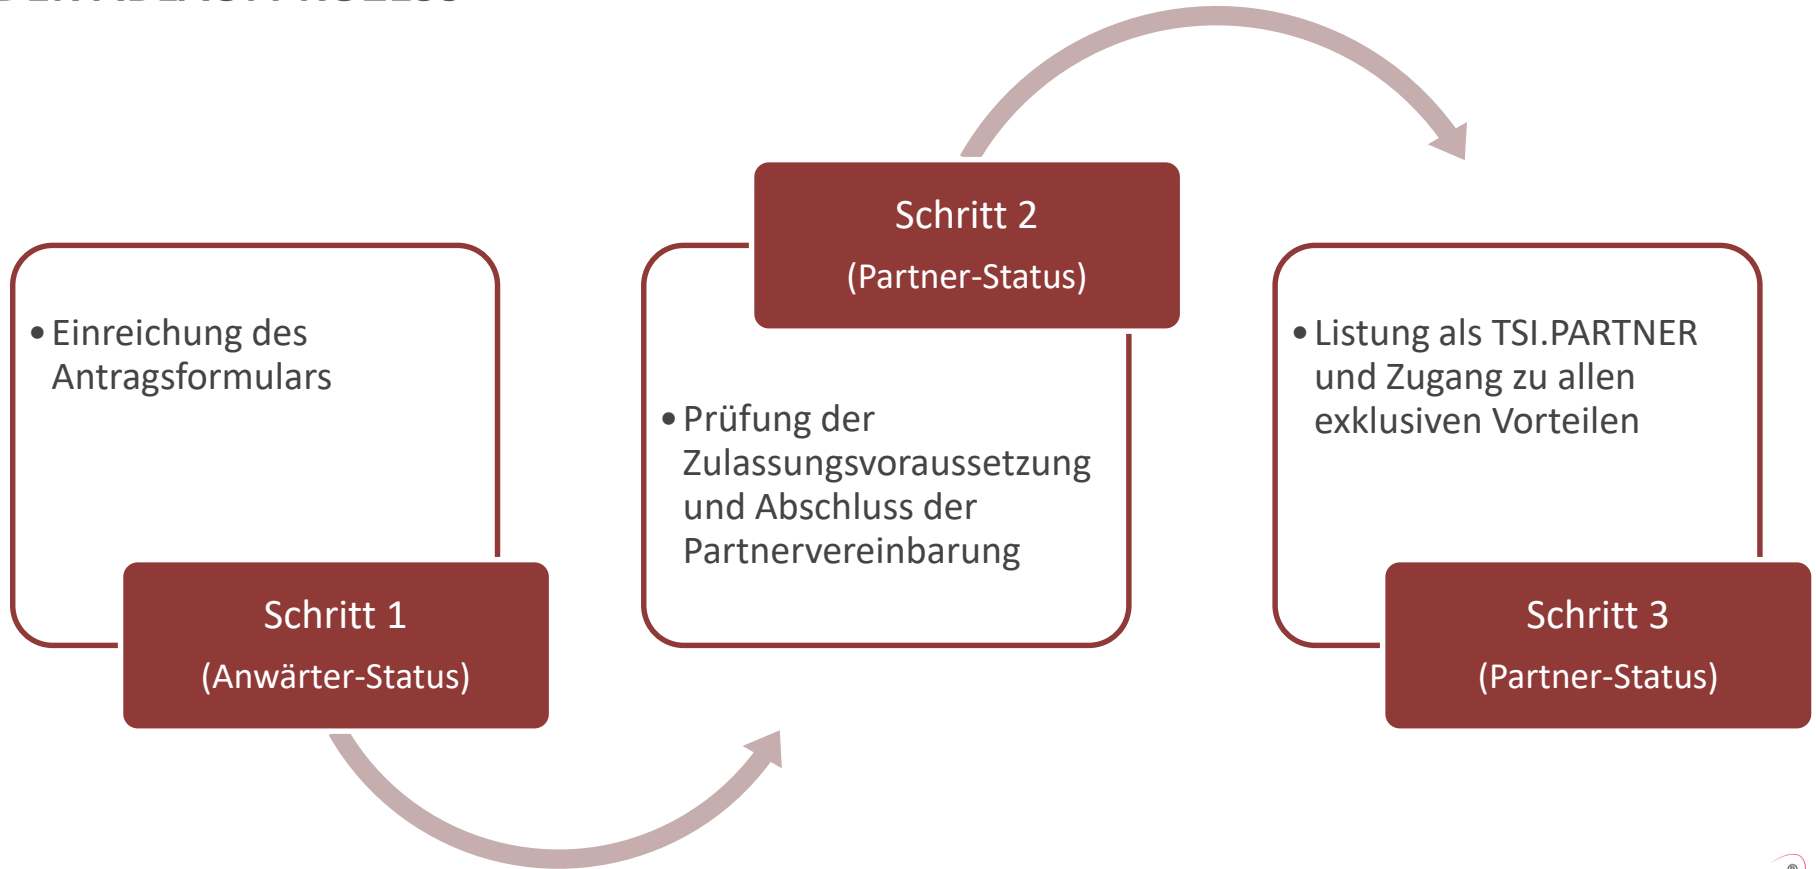 • Einreichung des
Antragsformulars
Schritt 1
(Anwärter-Status)
Schritt 2
(Partner-Status)
• Prüfung der
Zulassungsvoraussetzung
und Abschluss der
Partnervereinbarung
• Listung als TSI.PARTNER
und Zugang zu allen
exklusiven Vorteilen
Schritt 3
(Partner-Status)
®